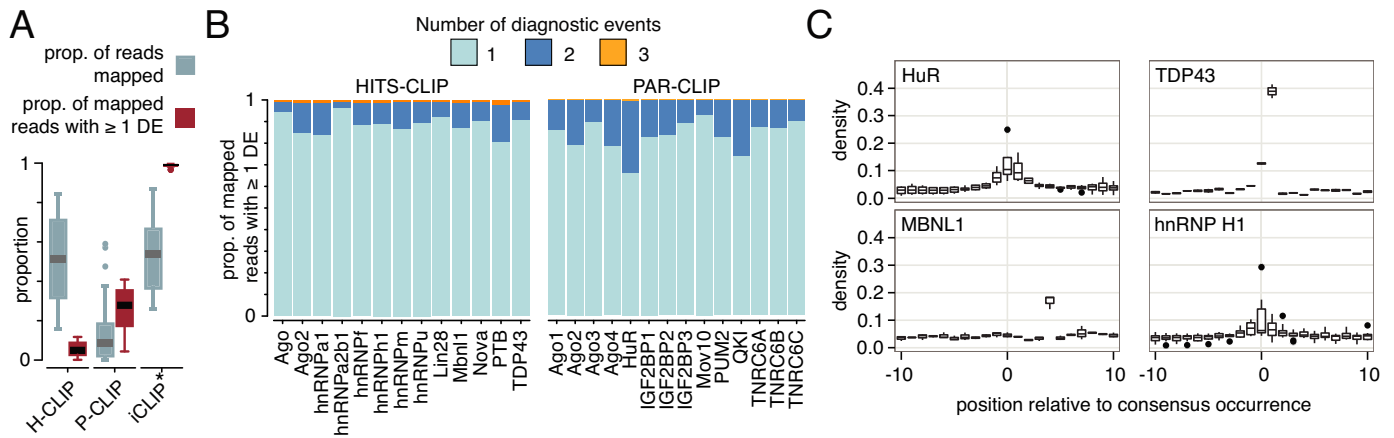 A
prop. of reads
mapped
prop. of mapped
reads with ≥ 1 DE
proportion
1
0
H-CLIP
P-CLIP
iCLIP*
B
Number of diagnostic events
1
2
3
HITS-CLIP
PAR-CLIP
prop. of mapped
reads with ≥ 1 DE
1
0
Ago
Ago2
hnRNPa1
hnRNPa2b1
hnRNPf
hnRNPh1
hnRNPm
hnRNPu
Lin28
Mbnl1
Nova
PTB
TDP43
Ago1
Ago2
Ago3
Ago4
HuR
IGF2BP1
IGF2BP2
IGF2BP3
Mov10
PUM2
QKI
TNRC6A
TNRC6B
TNRC6C
C
HuR
TDP43
density
0.4
0.3
0.2
0.1
0.0
MBNL1
hnRNP H1
density
0.4
0.3
0.2
0.1
0.0
-10
0
10
-10
0
10
position relative to consensus occurrence